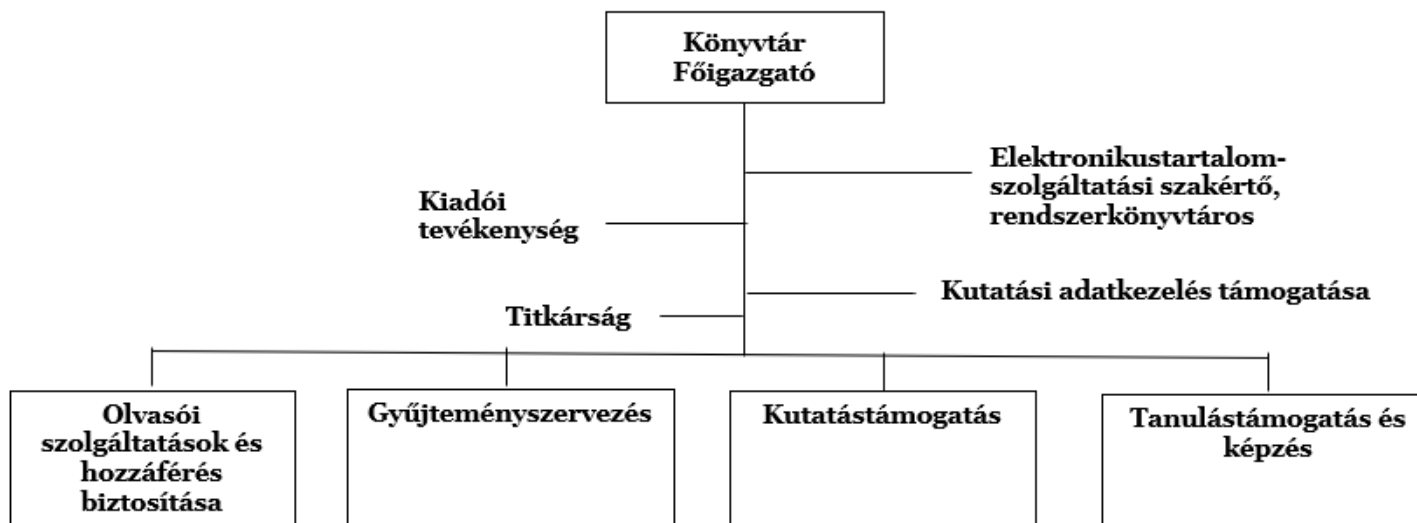 Könyvtár
Főigazgató
Elektronikustartalom-
szolgáltatási szakértő,
rendszerkönyvtáros
Kiadói
tevékenység
Kutatási adatkezelés támogatása
Titkárság
Olvasói
szolgáltatások és
hozzáférés
biztosítása
Gyűjteményszervezés
Kutatástámogatás
Tanulástámogatás és
képzés